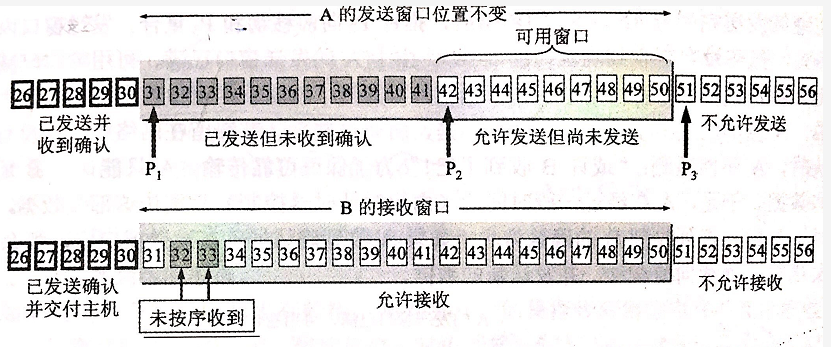 A 的发送窗口位置不变
可用窗口
26 27 28 29 30 31 32 33 34 35 36 37 38 39 40 41 42 43 44 45 46 47 48 49 50 51 52 53 54 55 56
已发送并
收到确认
已发送但未收到确认
允许发送但尚未发送
不允许发送
P1
P2
P3
B 的接收窗口
26 27 28 29 30 31 32 33 34 35 36 37 38 39 40 41 42 43 44 45 46 47 48 49 50 51 52 53 54 55 56
已发送确认
并交付主机
未按序收到
允许接收
不允许接收